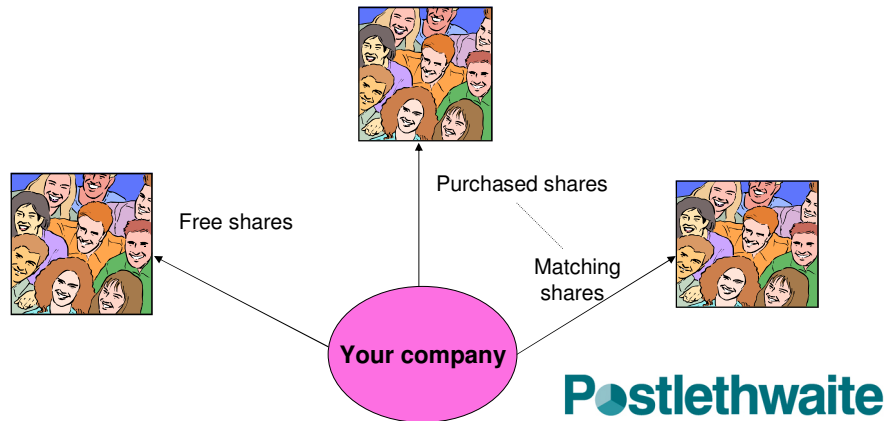 Purchased shares
Free shares
Matching
shares
Your company
Postlethwaite